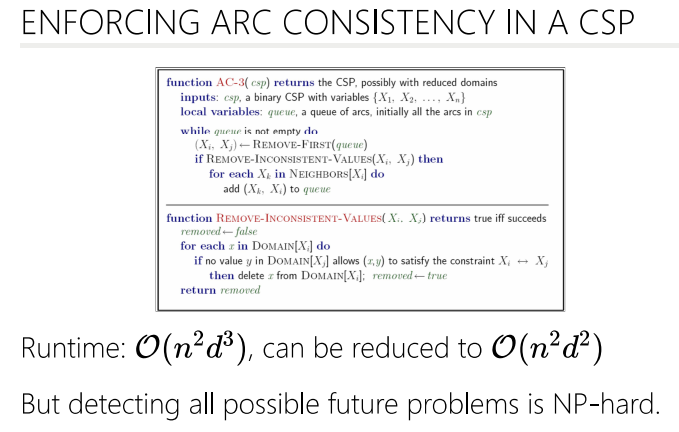 ENFORCING ARC CONSISTENCY IN A CSP
function AC-3( csp) returns the CSP, possibly with reduced domains
inputs: csp, a binary CSP with variables {X₁, X₂, . . . , Xₙ}
local variables: queue, a queue of arcs, initially all the arcs in csp
while queue is not empty do
(Xᵢ, Xⱼ) ← REMOVE-FIRST(queue)
if REMOVE-INCONSISTENT-VALUES(Xᵢ, Xⱼ) then
for each Xₖ in NEIGHBORS[Xᵢ] do
add (Xₖ, Xᵢ) to queue
function REMOVE-INCONSISTENT-VALUES( Xᵢ, Xⱼ) returns true iff succeeds
removed ← false
for each x in DOMAIN[Xᵢ] do
if no value y in DOMAIN[Xⱼ] allows (x,y) to satisfy the constraint Xᵢ ↔ Xⱼ
then delete x from DOMAIN[Xᵢ]; removed ← true
return removed
Runtime: O(n²d³), can be reduced to O(n²d²)
But detecting all possible future problems is NP-hard.